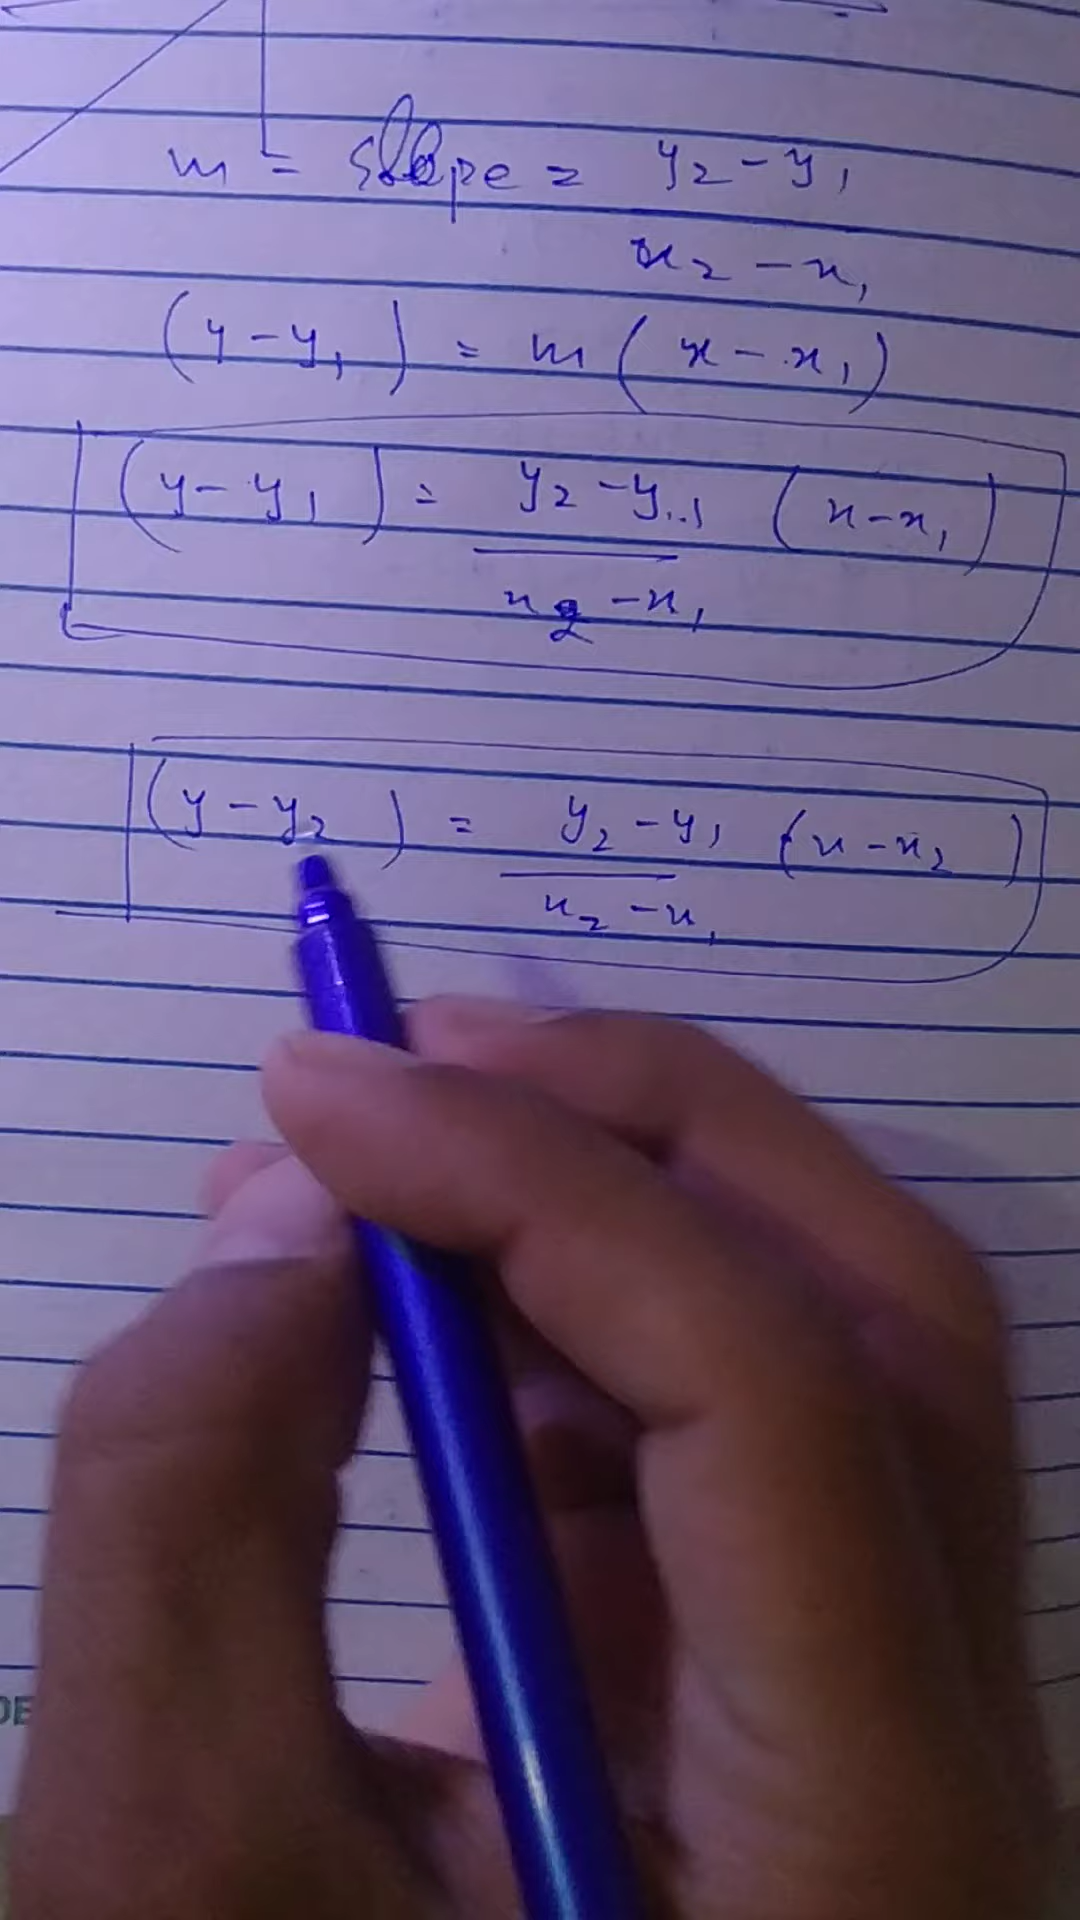 m = slope = y₂ - y₁
x₂ - x₁
(y - y₁) = m (x - x₁)
(y - y₁) = y₂ - y₁ (x - x₁)
x₂ - x₁
(y - y₂) = y₂ - y₁ (x - x₂)
x₂ - x₁